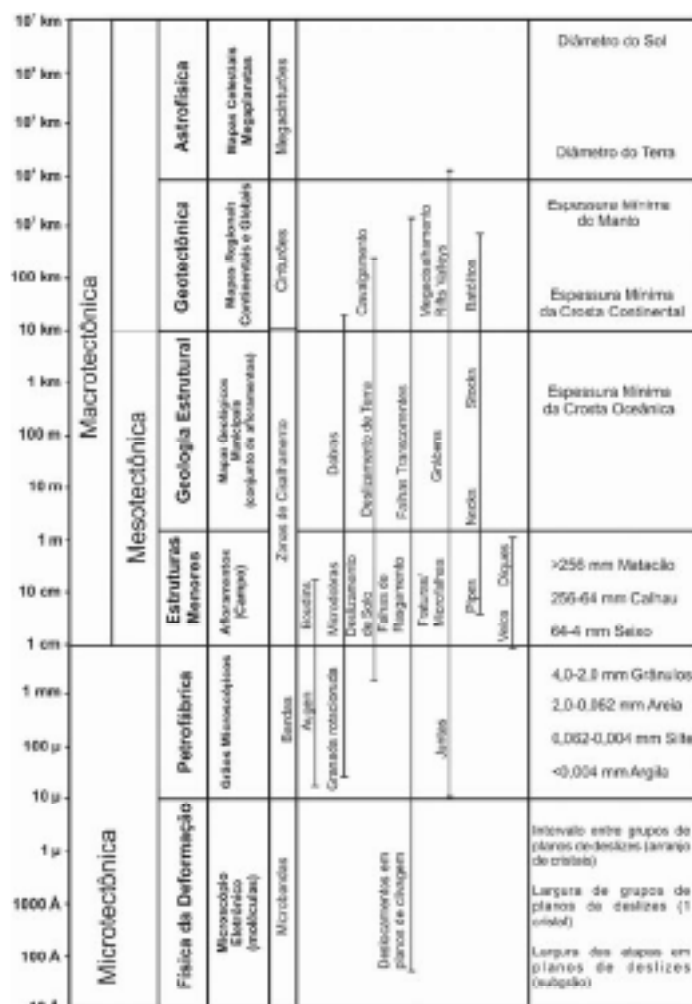 10⁷ km
10⁴ km
100 km
10 km
1 km
100 m
10 m
1 m
10 cm
1 cm
1 mm
100 µ
10 µ
1 µ
1000 Å
100 Å
Macrotectônica
Microtectônica
Mesotectônica
Astrofísica
Geotectônica
Geologia Estrutural
Estruturas
Menores
Petrofábrica
Física da Deformação
Mapas Celestiais
Megaplanetas
Mapas Regionais
Continentais e Globais
Mapas Geológicos
Municipais
(conjunto de afloramentos)
Afloramentos
(Campo)
Grãos Microscópicos
Microscópio
Eletrônico
(moléculas)
Megacinturões
Cinturões
Zonas de Cisalhamento
Bandas
Microbandas
Boudins
Augen
Dobras
Microdobras
Granada rotacionada
Cavalgamento
Deslizamento de Terra
Deslizamento
de Solo
Falhas Transcorrentes
Falhas de
Rasgamento
Deslocamentos em
planos de clivagem
Megacisalhamento
Rifts Valleys
Grábens
Fraturas/
Microfalhas
Juntas
Batólitos
Stocks
Necks
Pipes
Diques
Veios
Diâmetro do Sol
Diâmetro do Terra
Espessura Mínima
do Manto
Espessura Mínima
da Crosta Continental
Espessura Mínima
da Crosta Oceânica
>256 mm Matacão
256-64 mm Calhau
64-4 mm Seixo
4,0-2,0 mm Grânulos
2,0-0,062 mm Areia
0,062-0,004 mm Silte
<0,004 mm Argila
Intervalo entre grupos de
planos de deslizes (arranjo
de cristais)
Largura de grupos de
planos de deslizes (1
cristal)
Largura das etapas em
planos de deslizes
(subgrão)